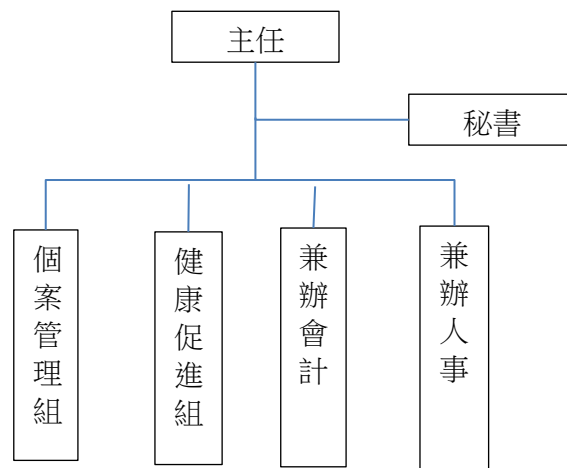 主任
秘書
個案管理組
健康促進組
兼辦會計
兼辦人事